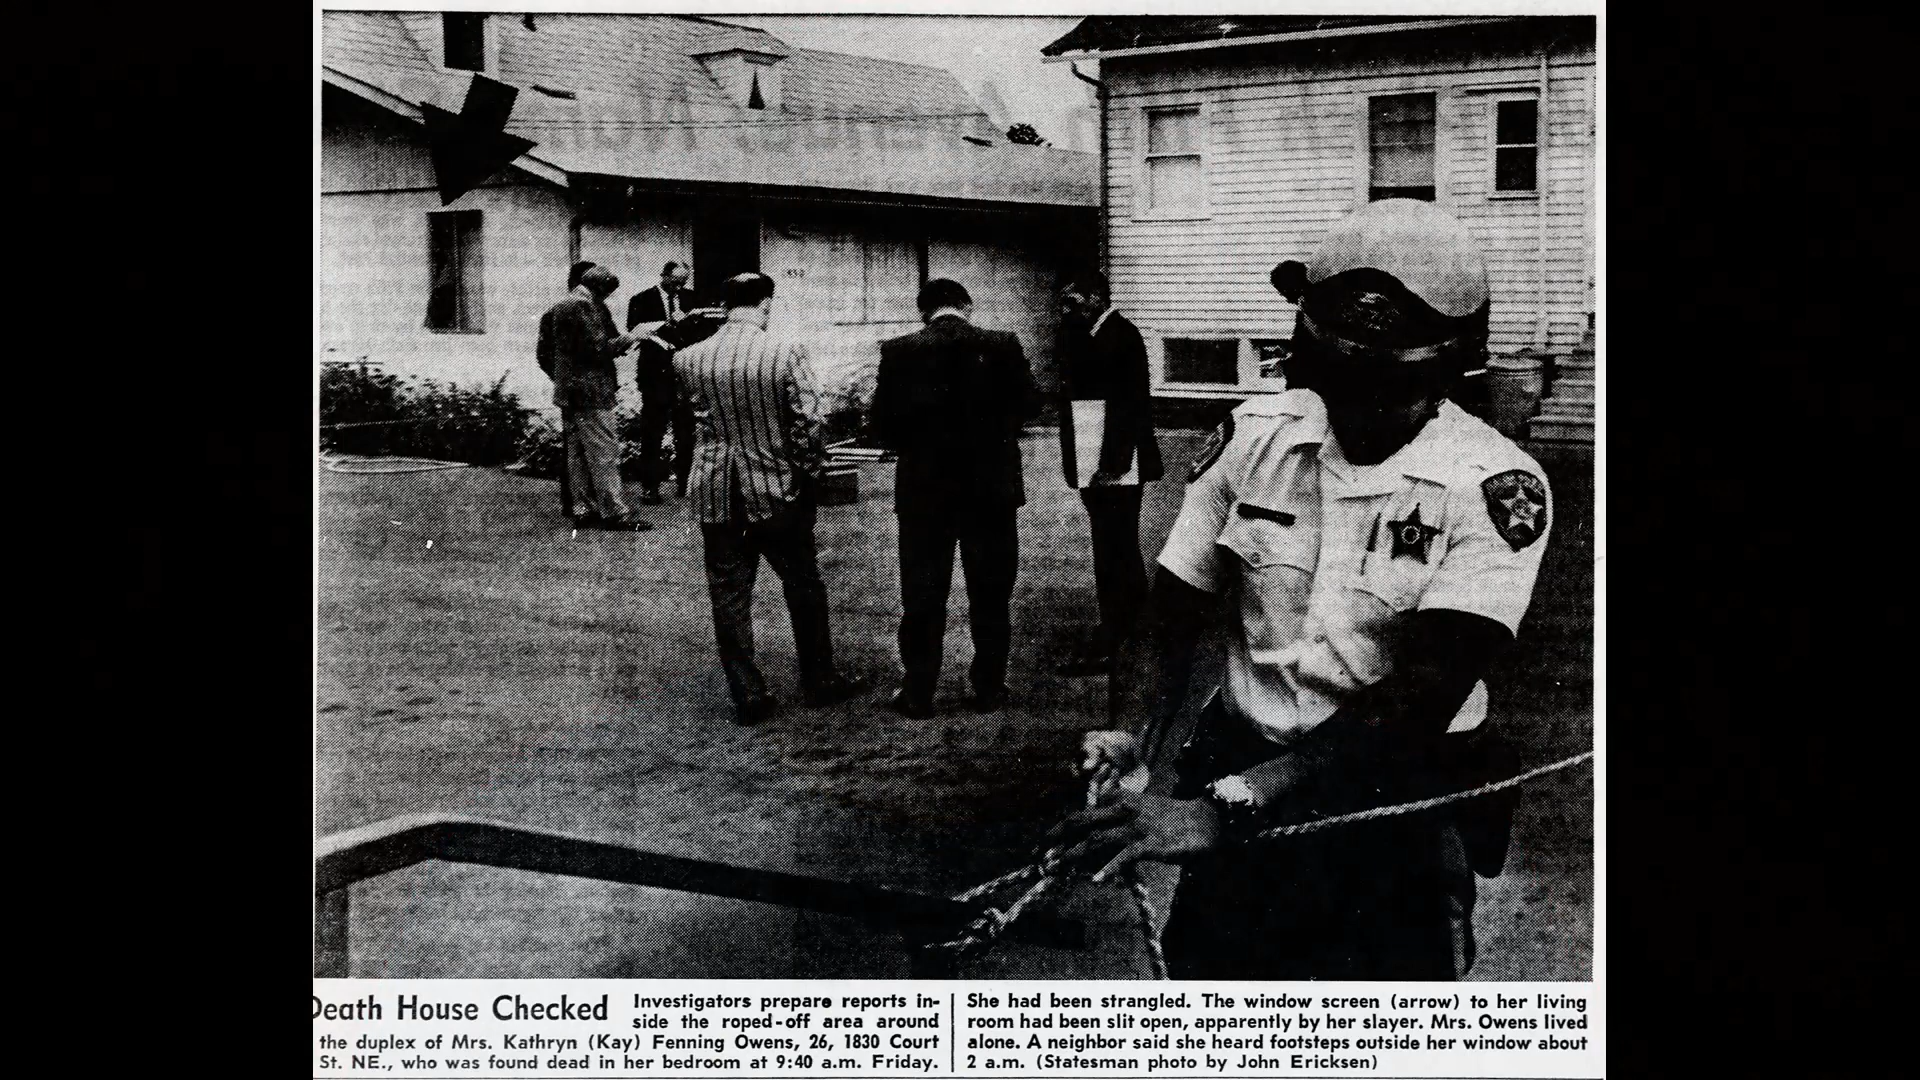 Death House Checked
Investigators prepare reports in-
side the roped-off area around
the duplex of Mrs. Kathryn (Kay) Fenning Owens, 26, 1830 Court
St. NE., who was found dead in her bedroom at 9:40 a.m. Friday.
She had been strangled. The window screen (arrow) to her living
room had been slit open, apparently by her slayer. Mrs. Owens lived
alone. A neighbor said she heard footsteps outside her window about
2 a.m. (Statesman photo by John Ericksen)